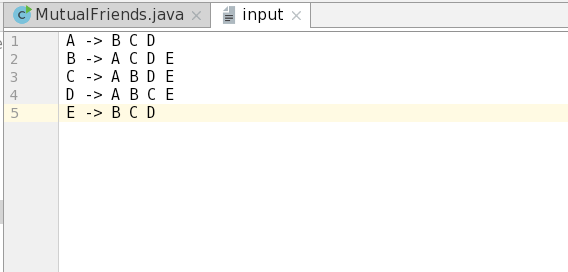 MutualFriends.java input
1 A -> B C D
2 B -> A C D E
3 C -> A B D E
4 D -> A B C E
5 E -> B C D